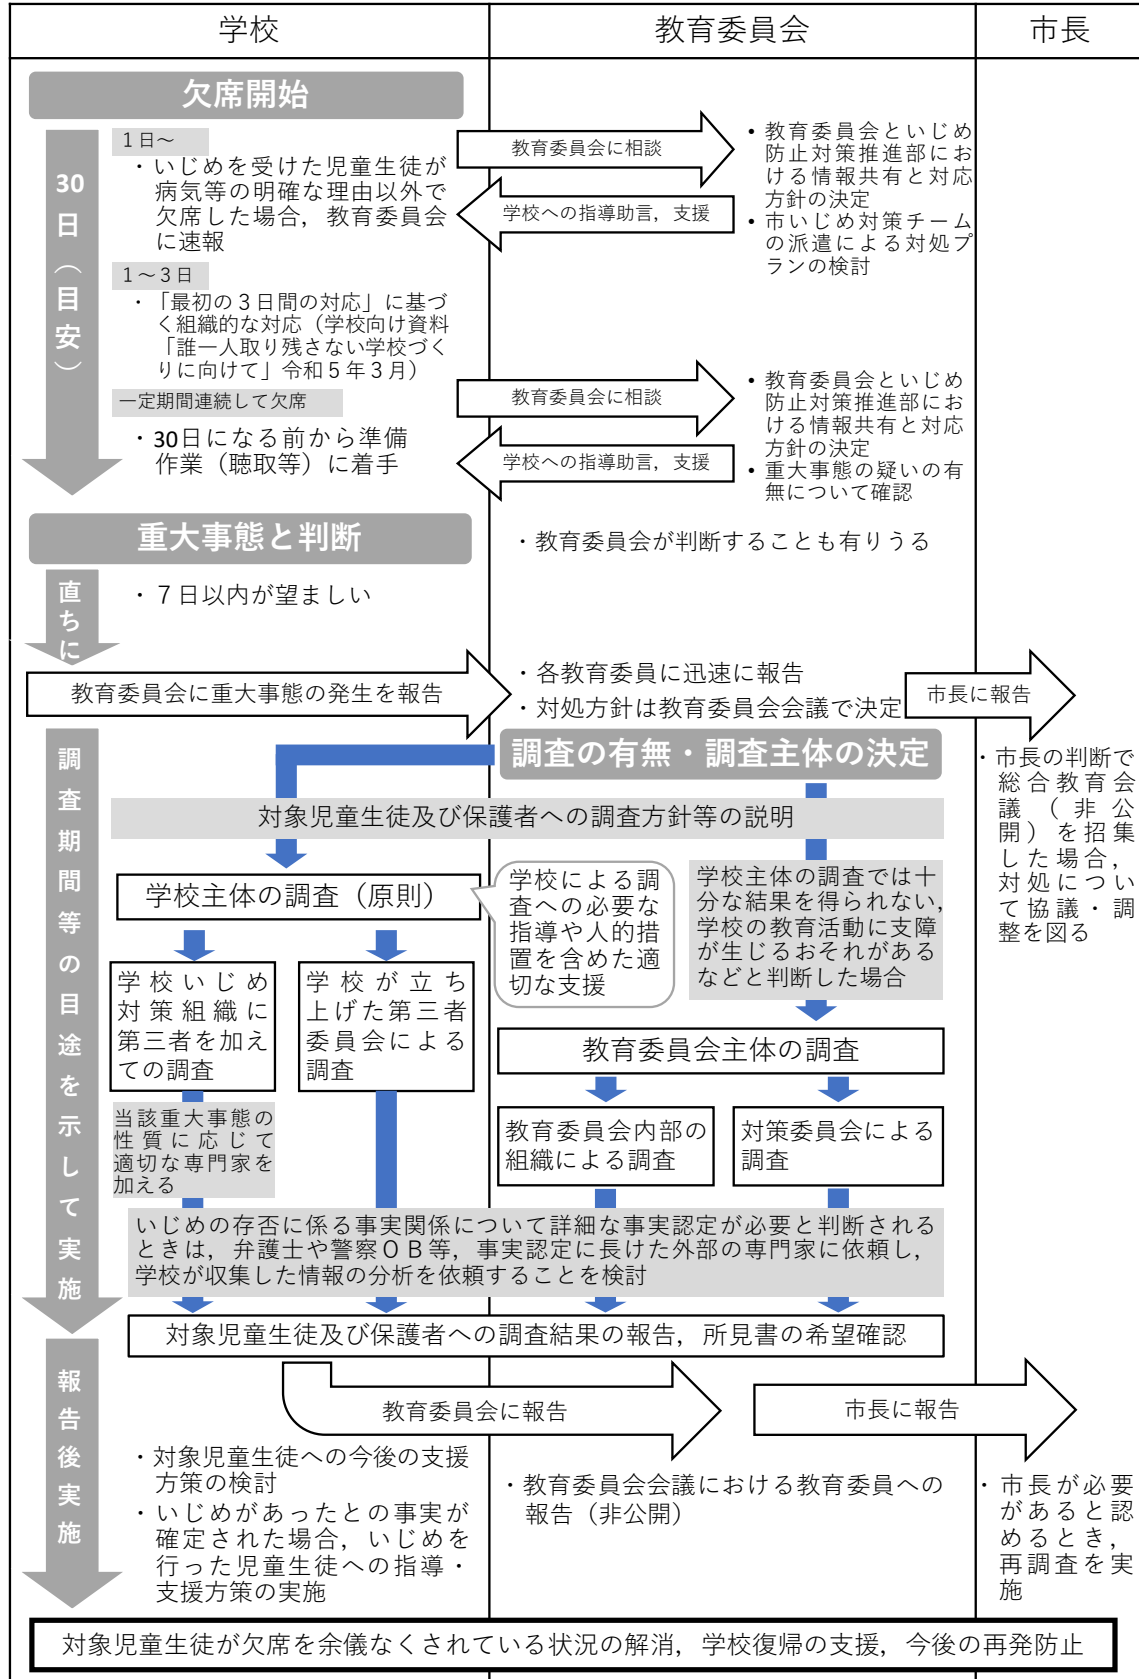 学校
教育委員会
市長
欠席開始
30日（目安）
１日～
・いじめを受けた児童生徒が
病気等の明確な理由以外で
欠席した場合，教育委員会
に速報
教育委員会に相談
学校への指導助言，支援
• 教育委員会といじめ
防止対策推進部にお
ける情報共有と対応
方針の決定
• 市いじめ対策チーム
の派遣による対処プ
ランの検討
１～３日
・「最初の３日間の対応」に基づ
く組織的な対応（学校向け資料
「誰一人取り残さない学校づく
りに向けて」令和５年３月）
一定期間連続して欠席
・30日になる前から準備
作業（聴取等）に着手
教育委員会に相談
学校への指導助言，支援
• 教育委員会といじめ
防止対策推進部にお
ける情報共有と対応
方針の決定
• 重大事態の疑いの有
無について確認
重大事態と判断
・教育委員会が判断することも有りうる
直ちに
・７日以内が望ましい
教育委員会に重大事態の発生を報告
・各教育委員に迅速に報告
・対処方針は教育委員会会議で決定
市長に報告
調査期間等の目途を示して実施
調査の有無・調査主体の決定
・市長の判断で
総合教育会
議（非公
開）を招集
した場合，
対処につい
て協議・調
整を図る
対象児童生徒及び保護者への調査方針等の説明
学校主体の調査（原則）
学校による調
査への必要な
指導や人的措
置を含めた適
切な支援
学校主体の調査では十
分な結果を得られない，
学校の教育活動に支障
が生じるおそれがある
などと判断した場合
学校いじめ
対策組織に
第三者を加え
ての調査
学校が立ち
上げた第三者
委員会による
調査
教育委員会主体の調査
当該重大事態の
性質に応じて
適切な専門家を
加える
教育委員会内部の
組織による調査
対策委員会による
調査
いじめの存否に係る事実関係について詳細な事実認定が必要と判断される
ときは，弁護士や警察ＯＢ等，事実認定に長けた外部の専門家に依頼し，
学校が収集した情報の分析を依頼することを検討
対象児童生徒及び保護者への調査結果の報告，所見書の希望確認
報告後実施
教育委員会に報告
市長に報告
・対象児童生徒への今後の支援
方策の検討
・いじめがあったとの事実が
確定された場合，いじめを
行った児童生徒への指導・
支援方策の実施
・教育委員会会議における教育委員への
報告（非公開）
・市長が必要
があると認
めるとき，
再調査を実
施
対象児童生徒が欠席を余儀なくされている状況の解消，学校復帰の支援，今後の再発防止